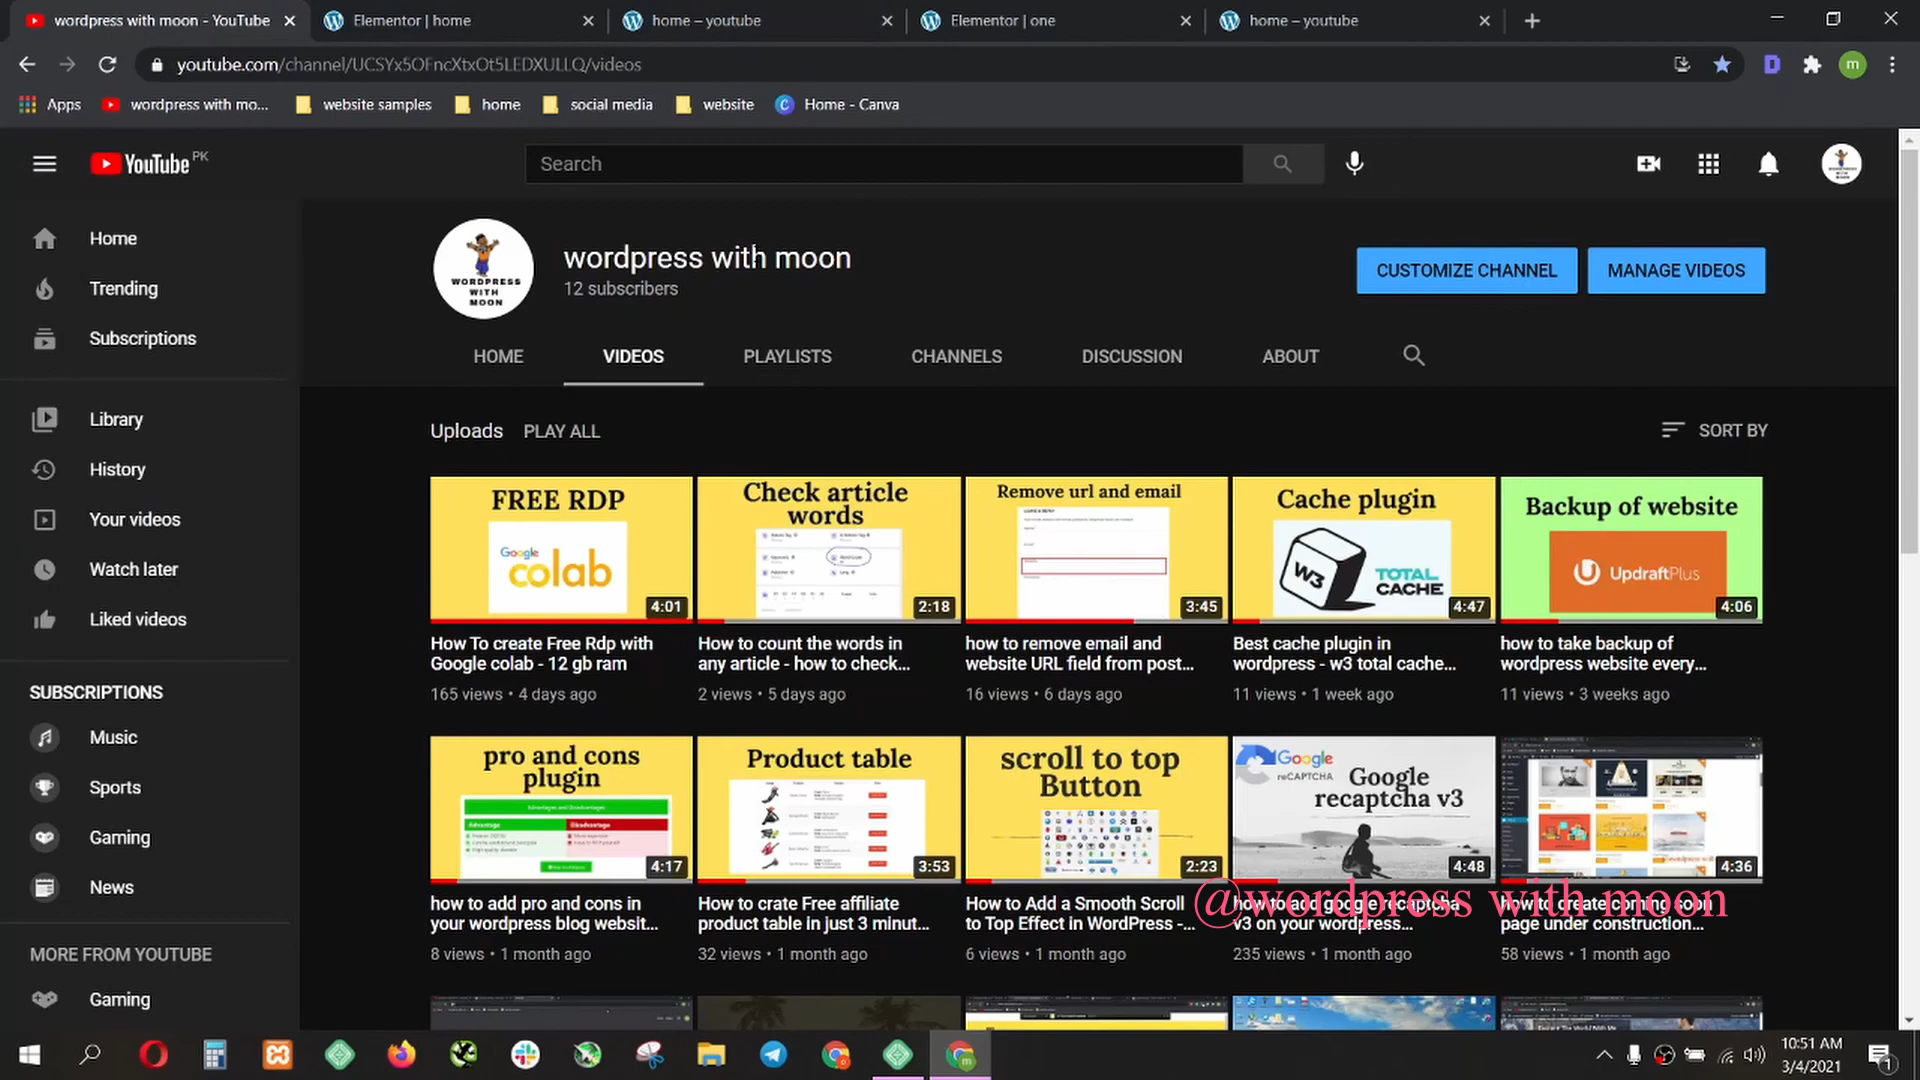 wordpress with moon - YouTube
Elementor | home
home – youtube
Elementor | one
home – youtube
youtube.com/channel/UCSYx5OFncXtxOt5LEDXULLQ/videos
m
Apps
wordpress with mo...
website samples
home
social media
website
Home - Canva
YouTube PK
Search
Home
Trending
Subscriptions
Library
History
Your videos
Watch later
Liked videos
SUBSCRIPTIONS
Music
Sports
Gaming
News
MORE FROM YOUTUBE
Gaming
WORDPRESS
WITH
MOON
wordpress with moon
12 subscribers
CUSTOMIZE CHANNEL
MANAGE VIDEOS
HOME
VIDEOS
PLAYLISTS
CHANNELS
DISCUSSION
ABOUT
Uploads
PLAY ALL
SORT BY
FREE RDP
Google
colab
4:01
How To create Free Rdp with
Google colab - 12 gb ram
165 views • 4 days ago
Check article
words
2:18
How to count the words in
any article - how to check...
2 views • 5 days ago
Remove url and email
3:45
how to remove email and
website URL field from post...
16 views • 6 days ago
Cache plugin
W3
TOTAL
CACHE
4:47
Best cache plugin in
wordpress - w3 total cache...
11 views • 1 week ago
Backup of website
UpdraftPlus
4:06
how to take backup of
wordpress website every...
11 views • 3 weeks ago
pro and cons
plugin
4:17
how to add pro and cons in
your wordpress blog websit...
8 views • 1 month ago
Product table
3:53
How to crate Free affiliate
product table in just 3 minut...
32 views • 1 month ago
scroll to top
Button
2:23
How to Add a Smooth Scroll
to Top Effect in WordPress -...
6 views • 1 month ago
Google
reCAPTCHA
Google
recaptcha v3
4:48
how to add google recaptcha
v3 on your wordpress...
235 views • 1 month ago
4:36
how to create coming soon
page under construction...
58 views • 1 month ago
@wordpress with moon
10:51 AM
3/4/2021
1